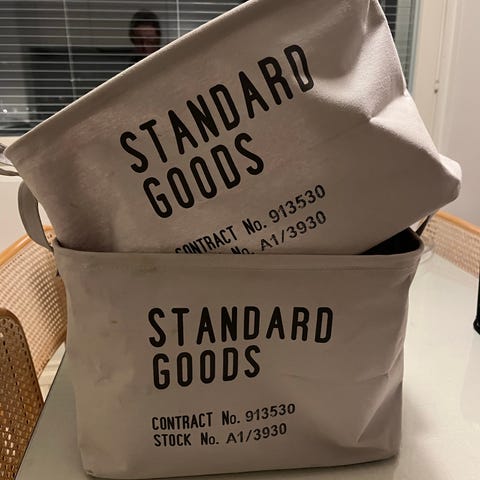 STANDARD
GOODS
CONTRACT No. 913530
No. A1/3930
STANDARD
GOODS
CONTRACT No. 913530
STOCK No. A1/3930